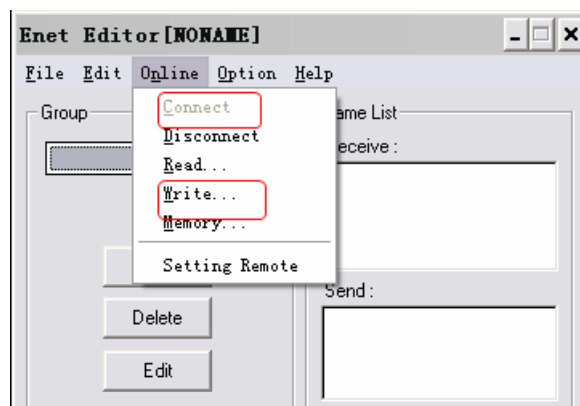 Enet Editor[NONAME]
File Edit Online Option Help
Group
Connect
Disconnect
Read...
Write...
Memory...
Setting Remote
ame List
eceive :
Send :
Delete
Edit